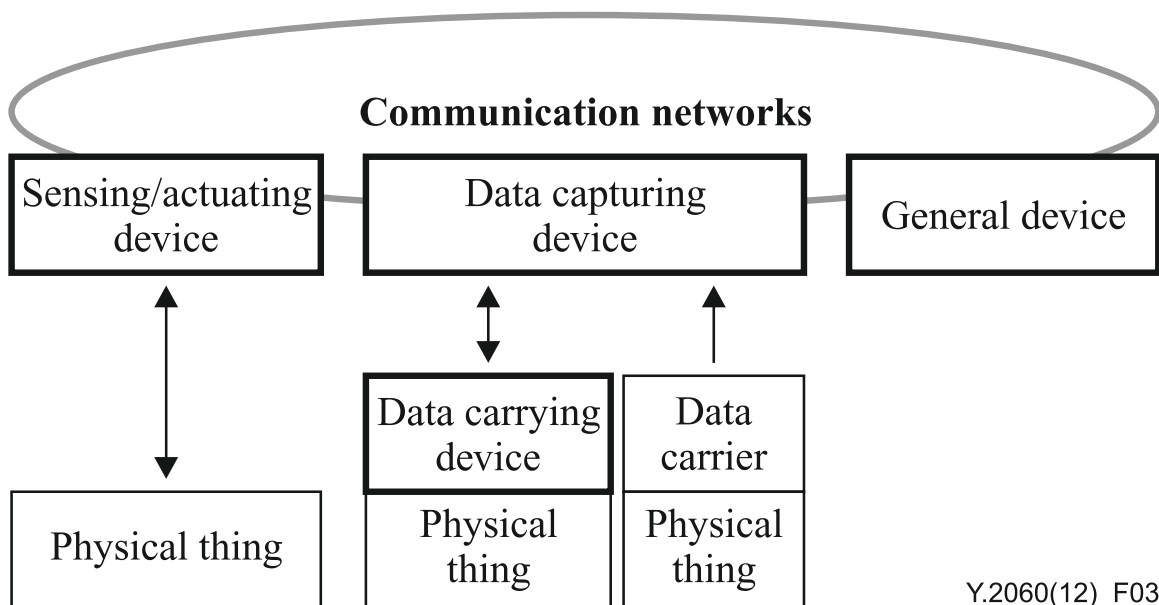 Communication networks
Sensing/actuating
device
Data capturing
device
General device
Data carrying
device
Data
carrier
Physical thing
Physical
thing
Physical
thing
Y.2060(12)_F03